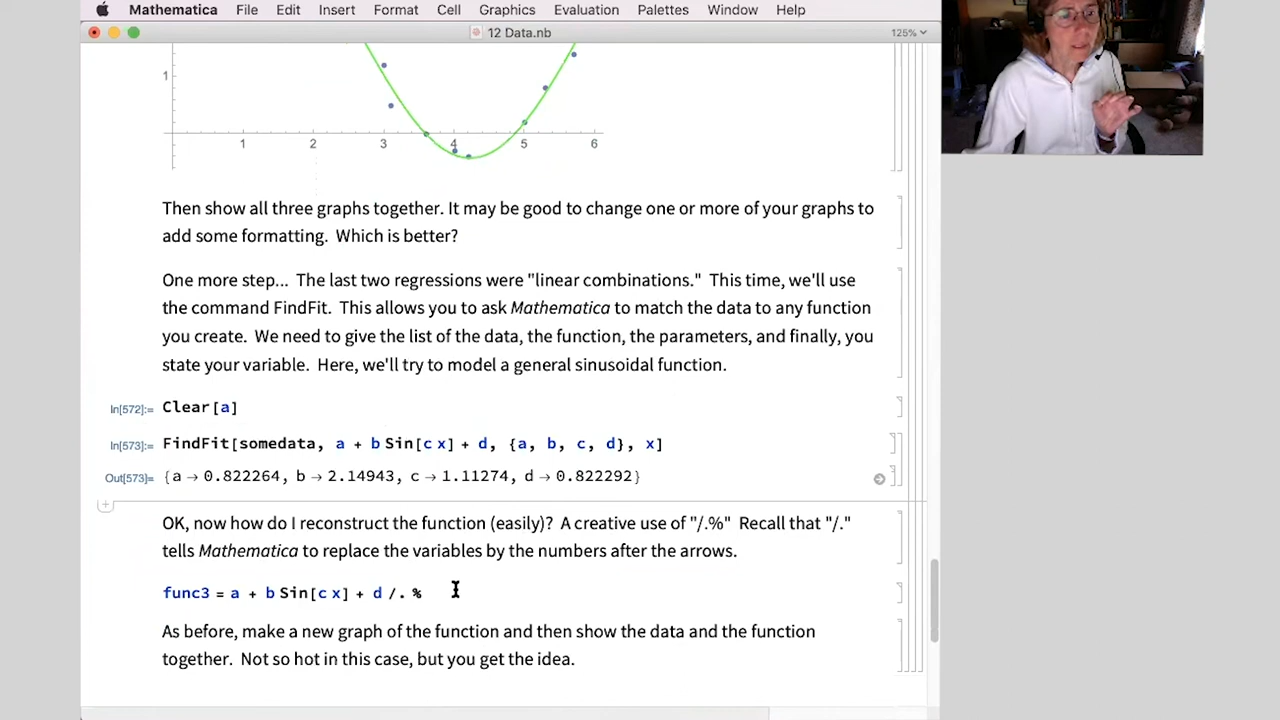 Mathematica File Edit Insert Format Cell Graphics Evaluation Palettes Window Help
12 Data.nb
125%
1
1 2 3 4 5 6
Then show all three graphs together. It may be good to change one or more of your graphs to
add some formatting. Which is better?
One more step... The last two regressions were "linear combinations." This time, we'll use
the command FindFit. This allows you to ask Mathematica to match the data to any function
you create. We need to give the list of the data, the function, the parameters, and finally, you
state your variable. Here, we'll try to model a general sinusoidal function.
In[572]:= Clear[a]
In[573]:= FindFit[somedata, a + b Sin[c x] + d, {a, b, c, d}, x]
Out[573]= {a → 0.822264, b → 2.14943, c → 1.11274, d → 0.822292}
OK, now how do I reconstruct the function (easily)? A creative use of "/.%" Recall that "/."
tells Mathematica to replace the variables by the numbers after the arrows.
func3 = a + b Sin[c x] + d /. %
As before, make a new graph of the function and then show the data and the function
together. Not so hot in this case, but you get the idea.